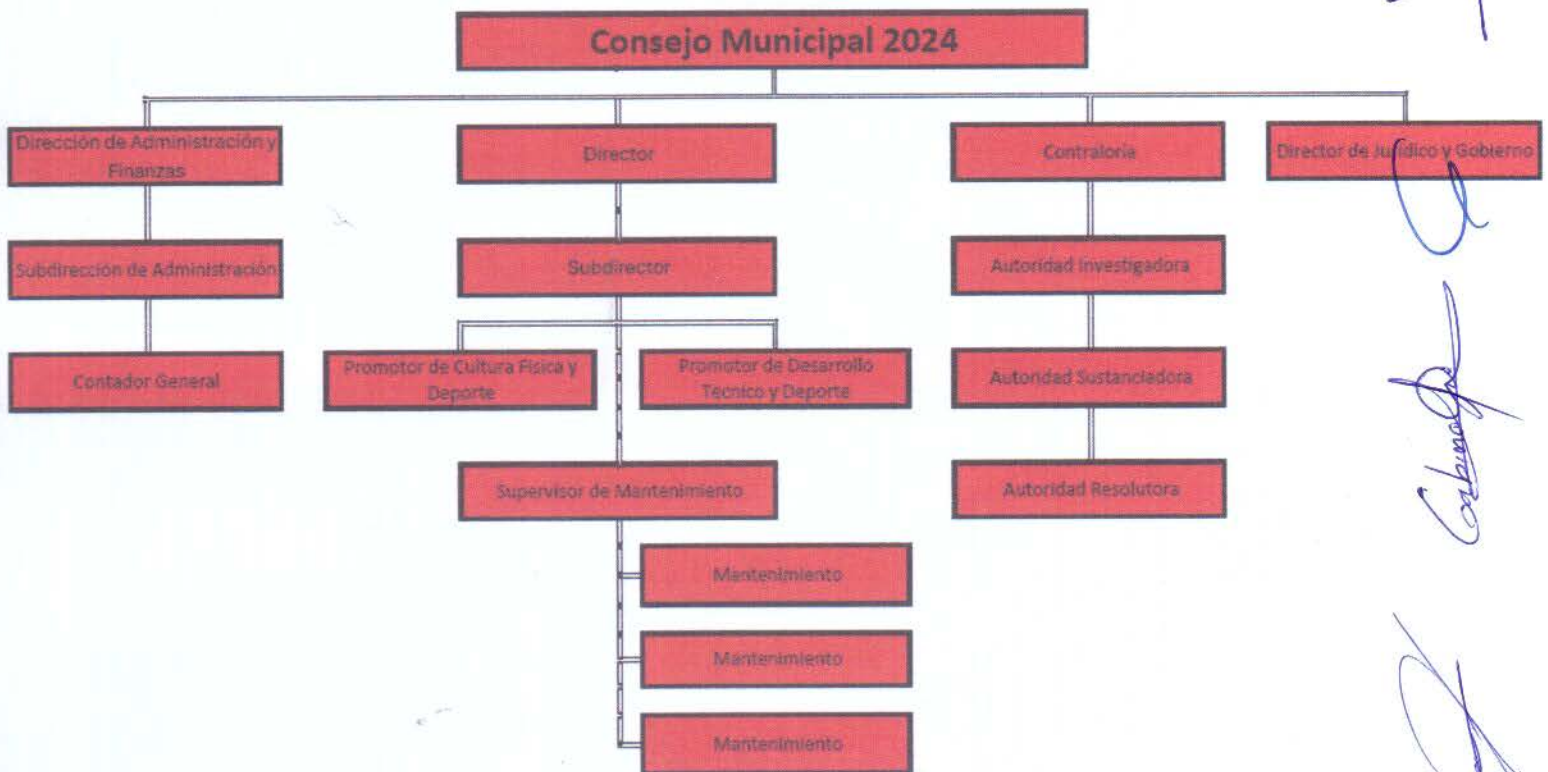 Consejo Municipal 2024
Dirección de Administración y
Finanzas
Director
Contraloría
Director de Jurídico y Gobierno
Subdirección de Administración
Subdirector
Autoridad Investigadora
Contador General
Promotor de Cultura Física y
Deporte
Promotor de Desarrollo
Técnico y Deporte
Autoridad Sustanciadora
Supervisor de Mantenimiento
Autoridad Resolutora
Mantenimiento
Mantenimiento
Mantenimiento